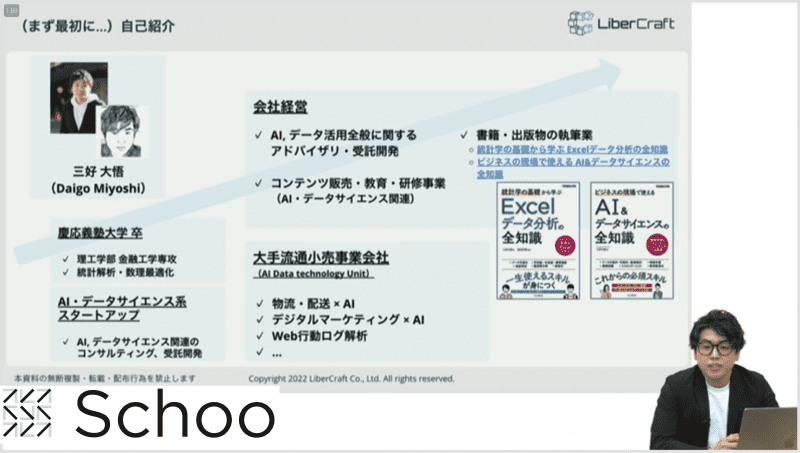 (まず最初に...)自己紹介
LiberCraft
三好 大悟
(Daigo Miyoshi)
慶応義塾大学 卒
✓ 理工学部 金融工学専攻
✓ 統計解析・数理最適化
AI・データサイエンス系
スタートアップ
✓ AI, データサイエンス関連の
コンサルティング、受託開発
会社経営
✓ AI, データ活用全般に関する
アドバイザリ・受託開発
✓ コンテンツ販売・教育・研修事業
(AI・データサイエンス関連)
大手流通小売事業会社
(AI Data technology Unit)
✓ 物流・配送 × AI
✓ デジタルマーケティング × AI
✓ Web行動ログ解析
✓ ...
✓ 書籍・出版物の執筆業
○ 統計学の基礎から学ぶ Excelデータ分析の全知識
○ ビジネスの現場で使える AI&データサイエンスの
全知識
統計学の基礎から学ぶ
Excel
データ分析の
全知識
一生使えるスキル
が身につく
ビジネスの現場で使える
AI&
データサイエンスの
全知識
これからの必須スキル
本資料の無断複製・転載・配布行為を禁止します
Copyright 2022 LiberCraft Co., Ltd. All rights reserved.
Schoo